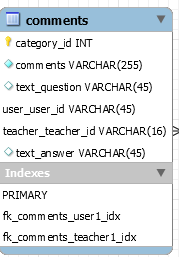 comments
category_id INT
comments VARCHAR(255)
text_question VARCHAR(45)
user_user_id VARCHAR(45)
teacher_teacher_id VARCHAR(16)
text_answer VARCHAR(45)
Indexes
PRIMARY
fk_comments_user1_idx
fk_comments_teacher1_idx